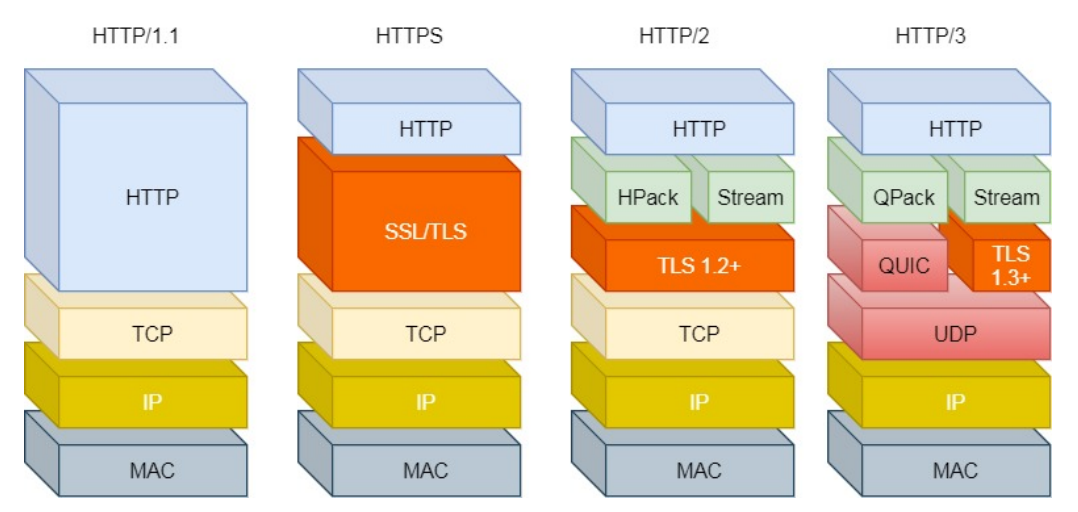 HTTP/1.1
HTTPS
HTTP/2
HTTP/3
HTTP
TCP
IP
MAC
HTTP
SSL/TLS
TCP
IP
MAC
HTTP
HPack
Stream
TLS 1.2+
TCP
IP
MAC
HTTP
QPack
Stream
QUIC
TLS
1.3+
UDP
IP
MAC